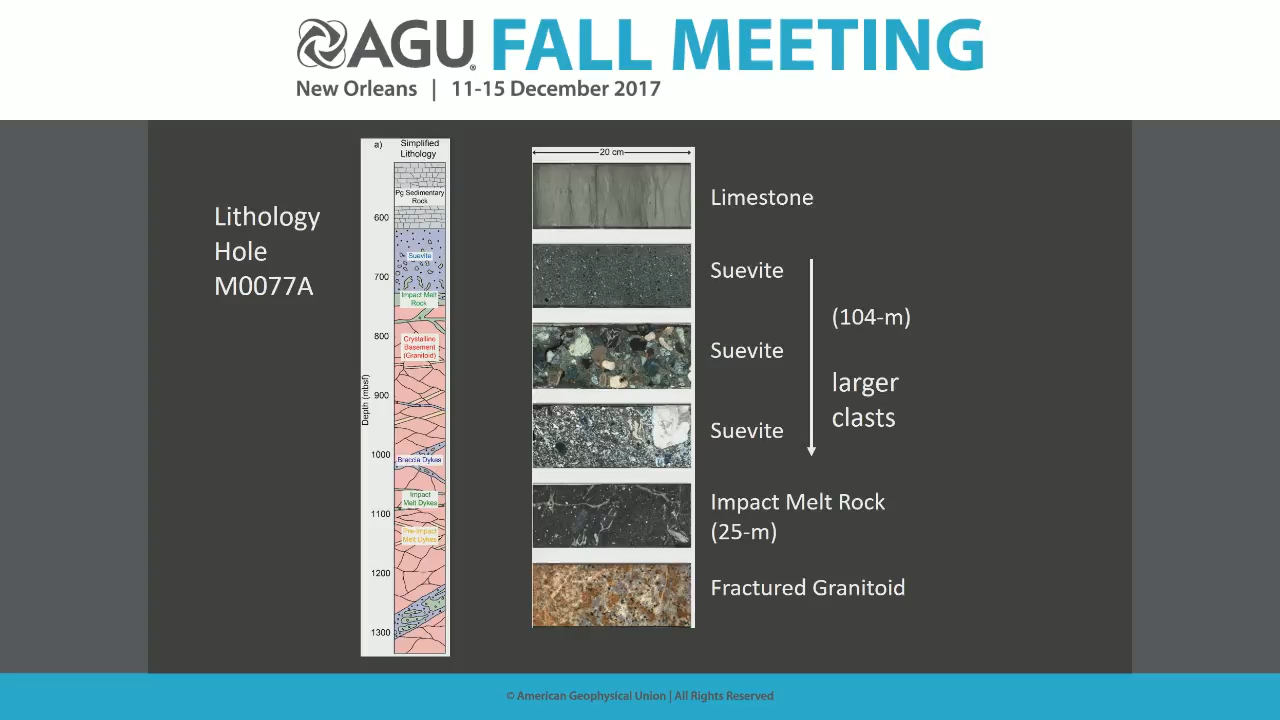 AGU FALL MEETING
New Orleans | 11-15 December 2017
Lithology
Hole
M0077A
a) Simplified
Lithology
Pg Sedimentary
Rock
600
Suevite
700
Impact Melt
Rock
800
Crystalline
Basement
(Granitoid)
Depth (mbsf)
900
1000
Braccia Dykes
Impact
Melt Dykes
1100
Pre-Impact
Melt Dykes
1200
1300
20 cm
Limestone
Suevite
Suevite
Suevite
(104-m)
larger
clasts
Impact Melt Rock
(25-m)
Fractured Granitoid
© American Geophysical Union | All Rights Reserved